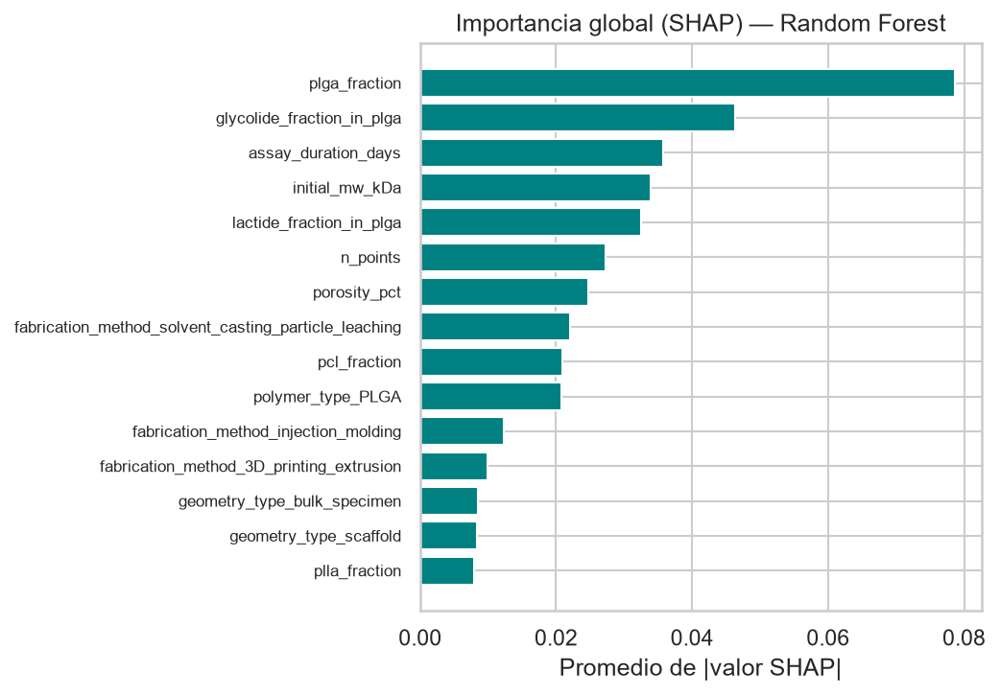 Importancia global (SHAP) — Random Forest
plga_fraction
glycolide_fraction_in_plga
assay_duration_days
initial_mw_kDa
lactide_fraction_in_plga
n_points
porosity_pct
fabrication_method_solvent_casting_particle_leaching
pcl_fraction
polymer_type_PLGA
fabrication_method_injection_molding
fabrication_method_3D_printing_extrusion
geometry_type_bulk_specimen
geometry_type_scaffold
plla_fraction
0.00 0.02 0.04 0.06 0.08
Promedio de |valor SHAP|